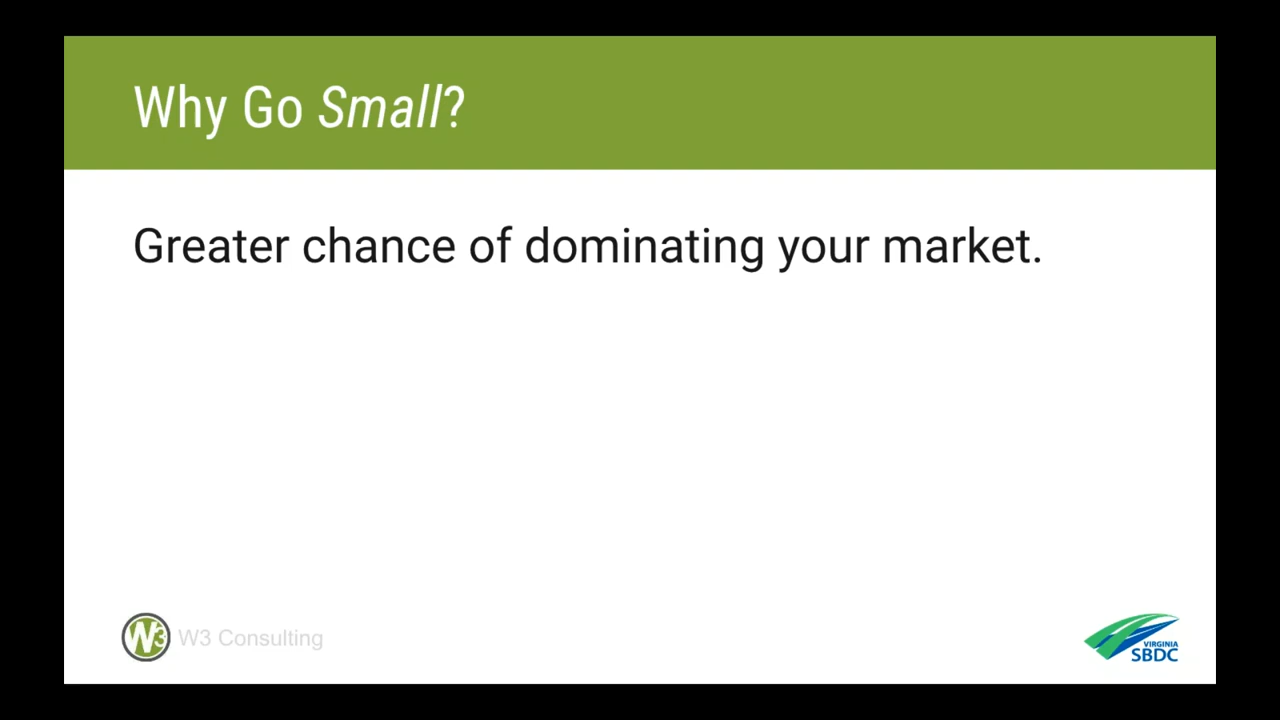 Why Go Small?
Greater chance of dominating your market.
W3 W3 Consulting
VIRGINIA
SBDC